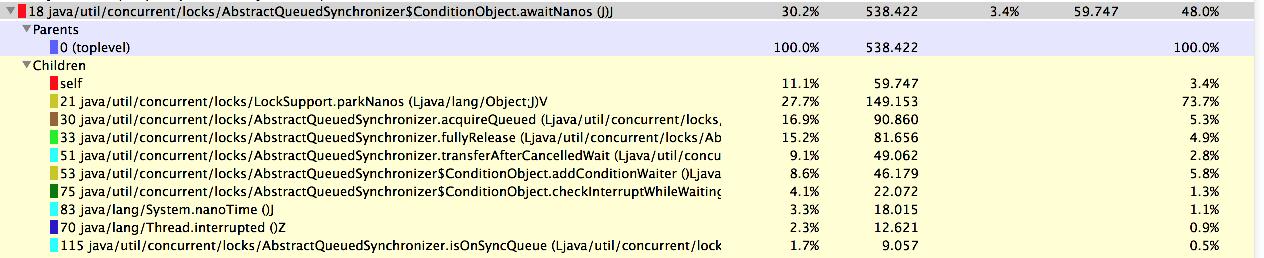 18 java/util/concurrent/locks/AbstractQueuedSynchronizer$ConditionObject.awaitNanos (J)J 30.2% 538.422 3.4% 59.747 48.0%
Parents
0 (toplevel) 100.0% 538.422 100.0%
Children
self 11.1% 59.747 3.4%
21 java/util/concurrent/locks/LockSupport.parkNanos (Ljava/lang/Object;J)V 27.7% 149.153 73.7%
30 java/util/concurrent/locks/AbstractQueuedSynchronizer.acquireQueued (Ljava/util/concurrent/locks, 16.9% 90.860 5.3%
33 java/util/concurrent/locks/AbstractQueuedSynchronizer.fullyRelease (Ljava/util/concurrent/locks/Ab 15.2% 81.656 4.9%
51 java/util/concurrent/locks/AbstractQueuedSynchronizer.transferAfterCancelledWait (Ljava/util/concu 9.1% 49.062 2.8%
53 java/util/concurrent/locks/AbstractQueuedSynchronizer$ConditionObject.addConditionWaiter ()Ljava 8.6% 46.179 5.8%
75 java/util/concurrent/locks/AbstractQueuedSynchronizer$ConditionObject.checkInterruptWhileWaiting 4.1% 22.072 1.3%
83 java/lang/System.nanoTime ()J 3.3% 18.015 1.1%
70 java/lang/Thread.interrupted ()Z 2.3% 12.621 0.9%
115 java/util/concurrent/locks/AbstractQueuedSynchronizer.isOnSyncQueue (Ljava/util/concurrent/lock 1.7% 9.057 0.5%